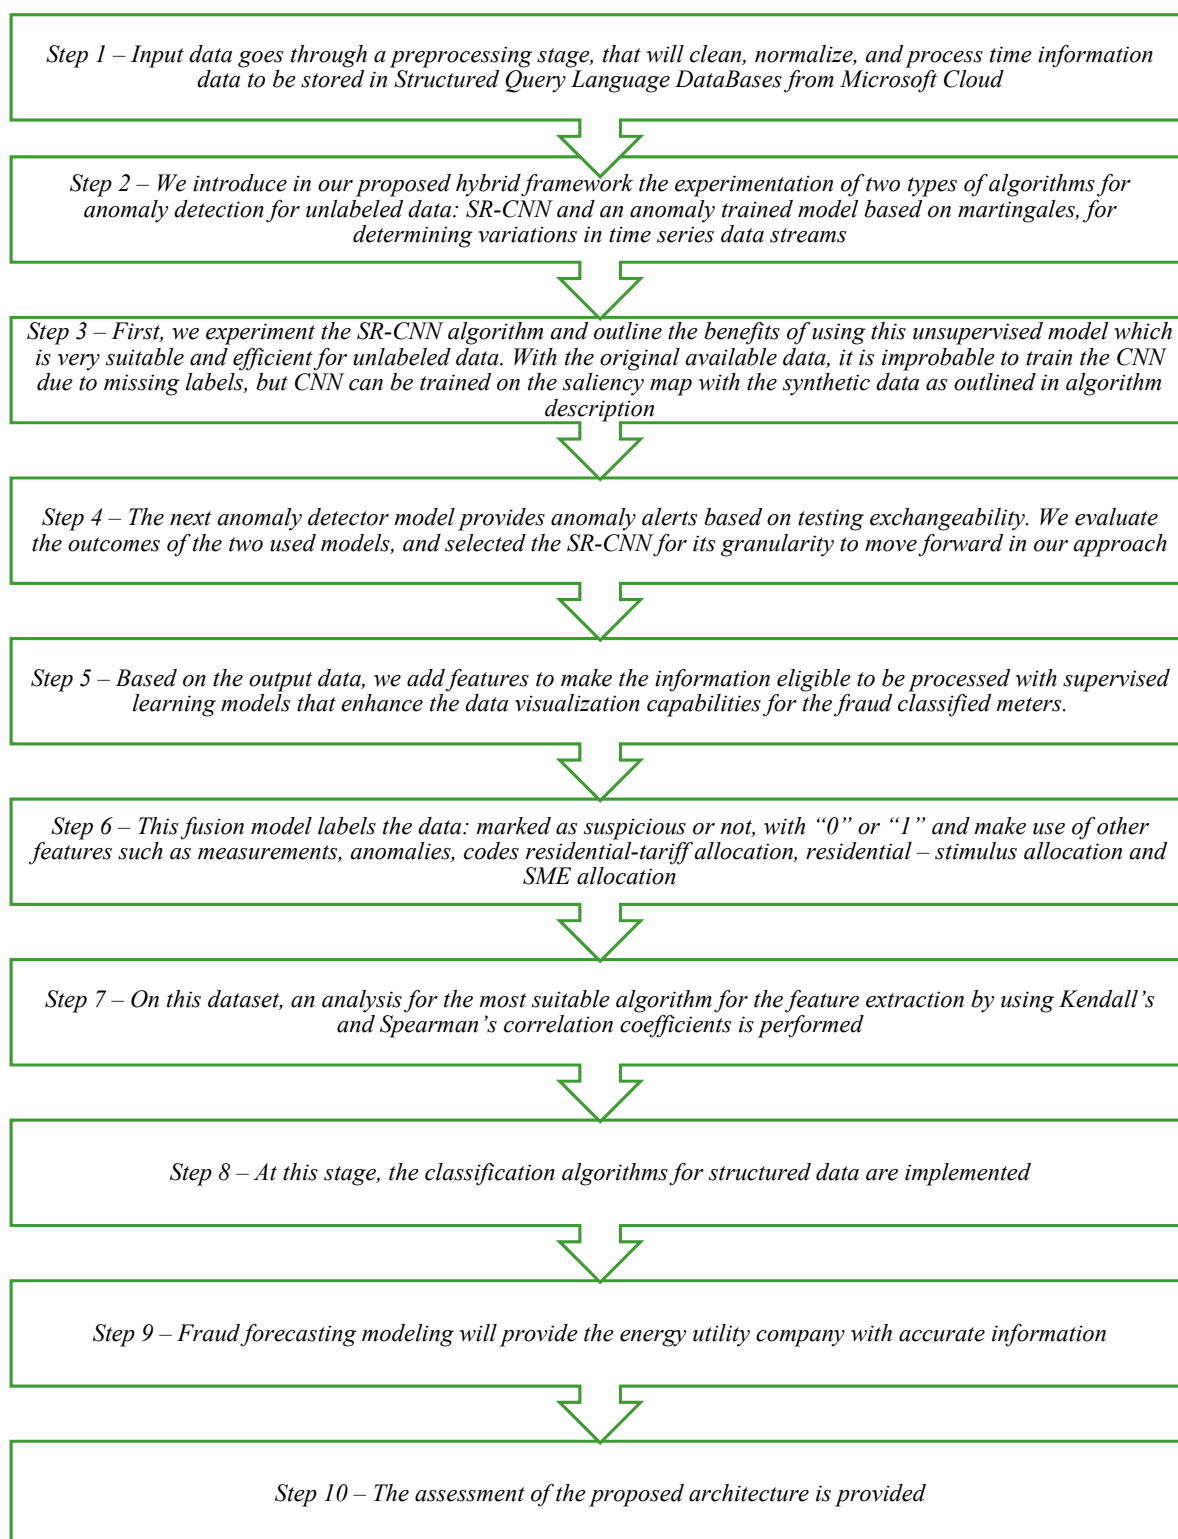 Step 1 – Input data goes through a preprocessing stage, that will clean, normalize, and process time information
data to be stored in Structured Query Language DataBases from Microsoft Cloud
Step 2 – We introduce in our proposed hybrid framework the experimentation of two types of algorithms for
anomaly detection for unlabeled data: SR-CNN and an anomaly trained model based on martingales, for
determining variations in time series data streams
Step 3 – First, we experiment the SR-CNN algorithm and outline the benefits of using this unsupervised model which
is very suitable and efficient for unlabeled data. With the original available data, it is improbable to train the CNN
due to missing labels, but CNN can be trained on the saliency map with the synthetic data as outlined in algorithm
description
Step 4 – The next anomaly detector model provides anomaly alerts based on testing exchangeability. We evaluate
the outcomes of the two used models, and selected the SR-CNN for its granularity to move forward in our approach
Step 5 – Based on the output data, we add features to make the information eligible to be processed with supervised
learning models that enhance the data visualization capabilities for the fraud classified meters.
Step 6 – This fusion model labels the data: marked as suspicious or not, with “0” or “1” and make use of other
features such as measurements, anomalies, codes residential-tariff allocation, residential – stimulus allocation and
SME allocation
Step 7 – On this dataset, an analysis for the most suitable algorithm for the feature extraction by using Kendall’s
and Spearman’s correlation coefficients is performed
Step 8 – At this stage, the classification algorithms for structured data are implemented
Step 9 – Fraud forecasting modeling will provide the energy utility company with accurate information
Step 10 – The assessment of the proposed architecture is provided